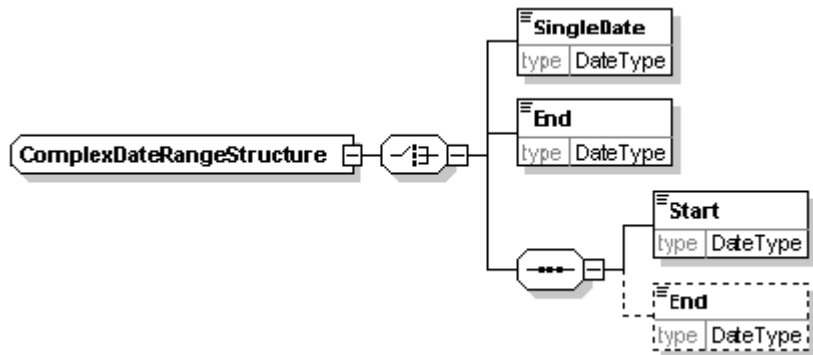 SingleDate
type DateType
End
type DateType
ComplexDateRangeStructure
Start
type DateType
End
type DateType